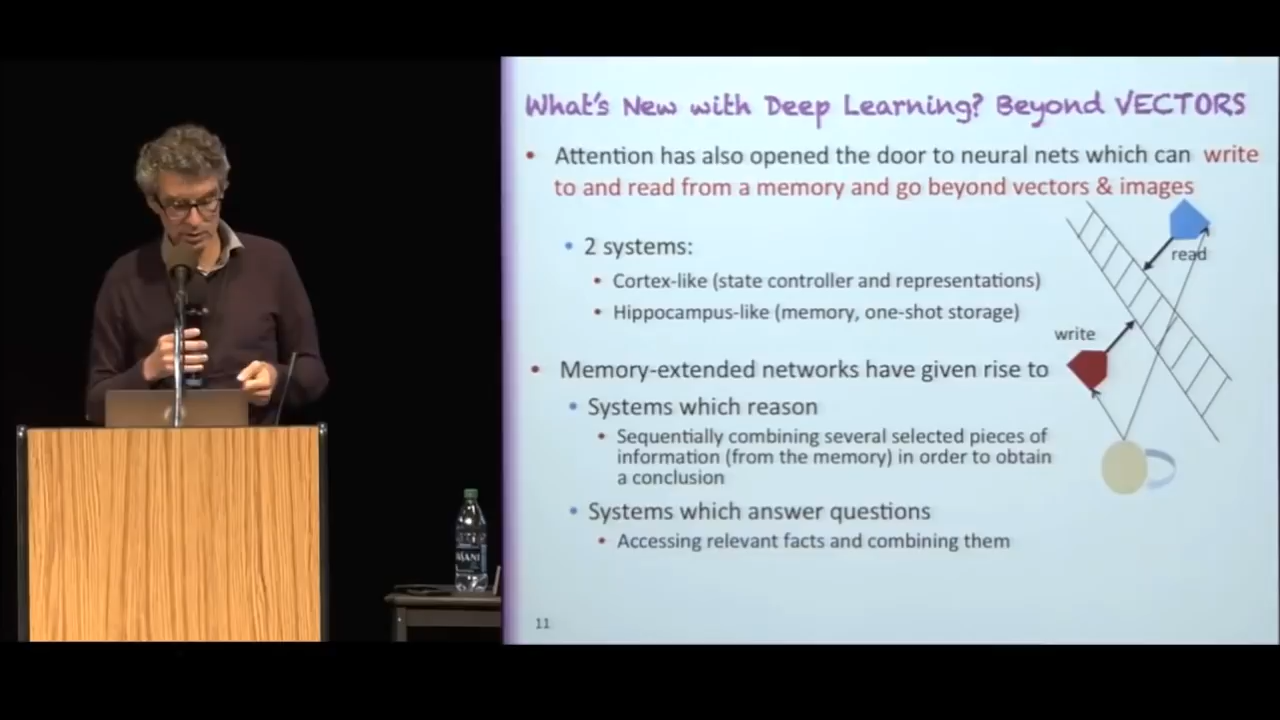 What's New with Deep Learning? Beyond VECTORS
• Attention has also opened the door to neural nets which can write
to and read from a memory and go beyond vectors & images
• 2 systems:
• Cortex-like (state controller and representations)
• Hippocampus-like (memory, one-shot storage)
read
write
• Memory-extended networks have given rise to
• Systems which reason
• Sequentially combining several selected pieces of
information (from the memory) in order to obtain
a conclusion
• Systems which answer questions
• Accessing relevant facts and combining them
11